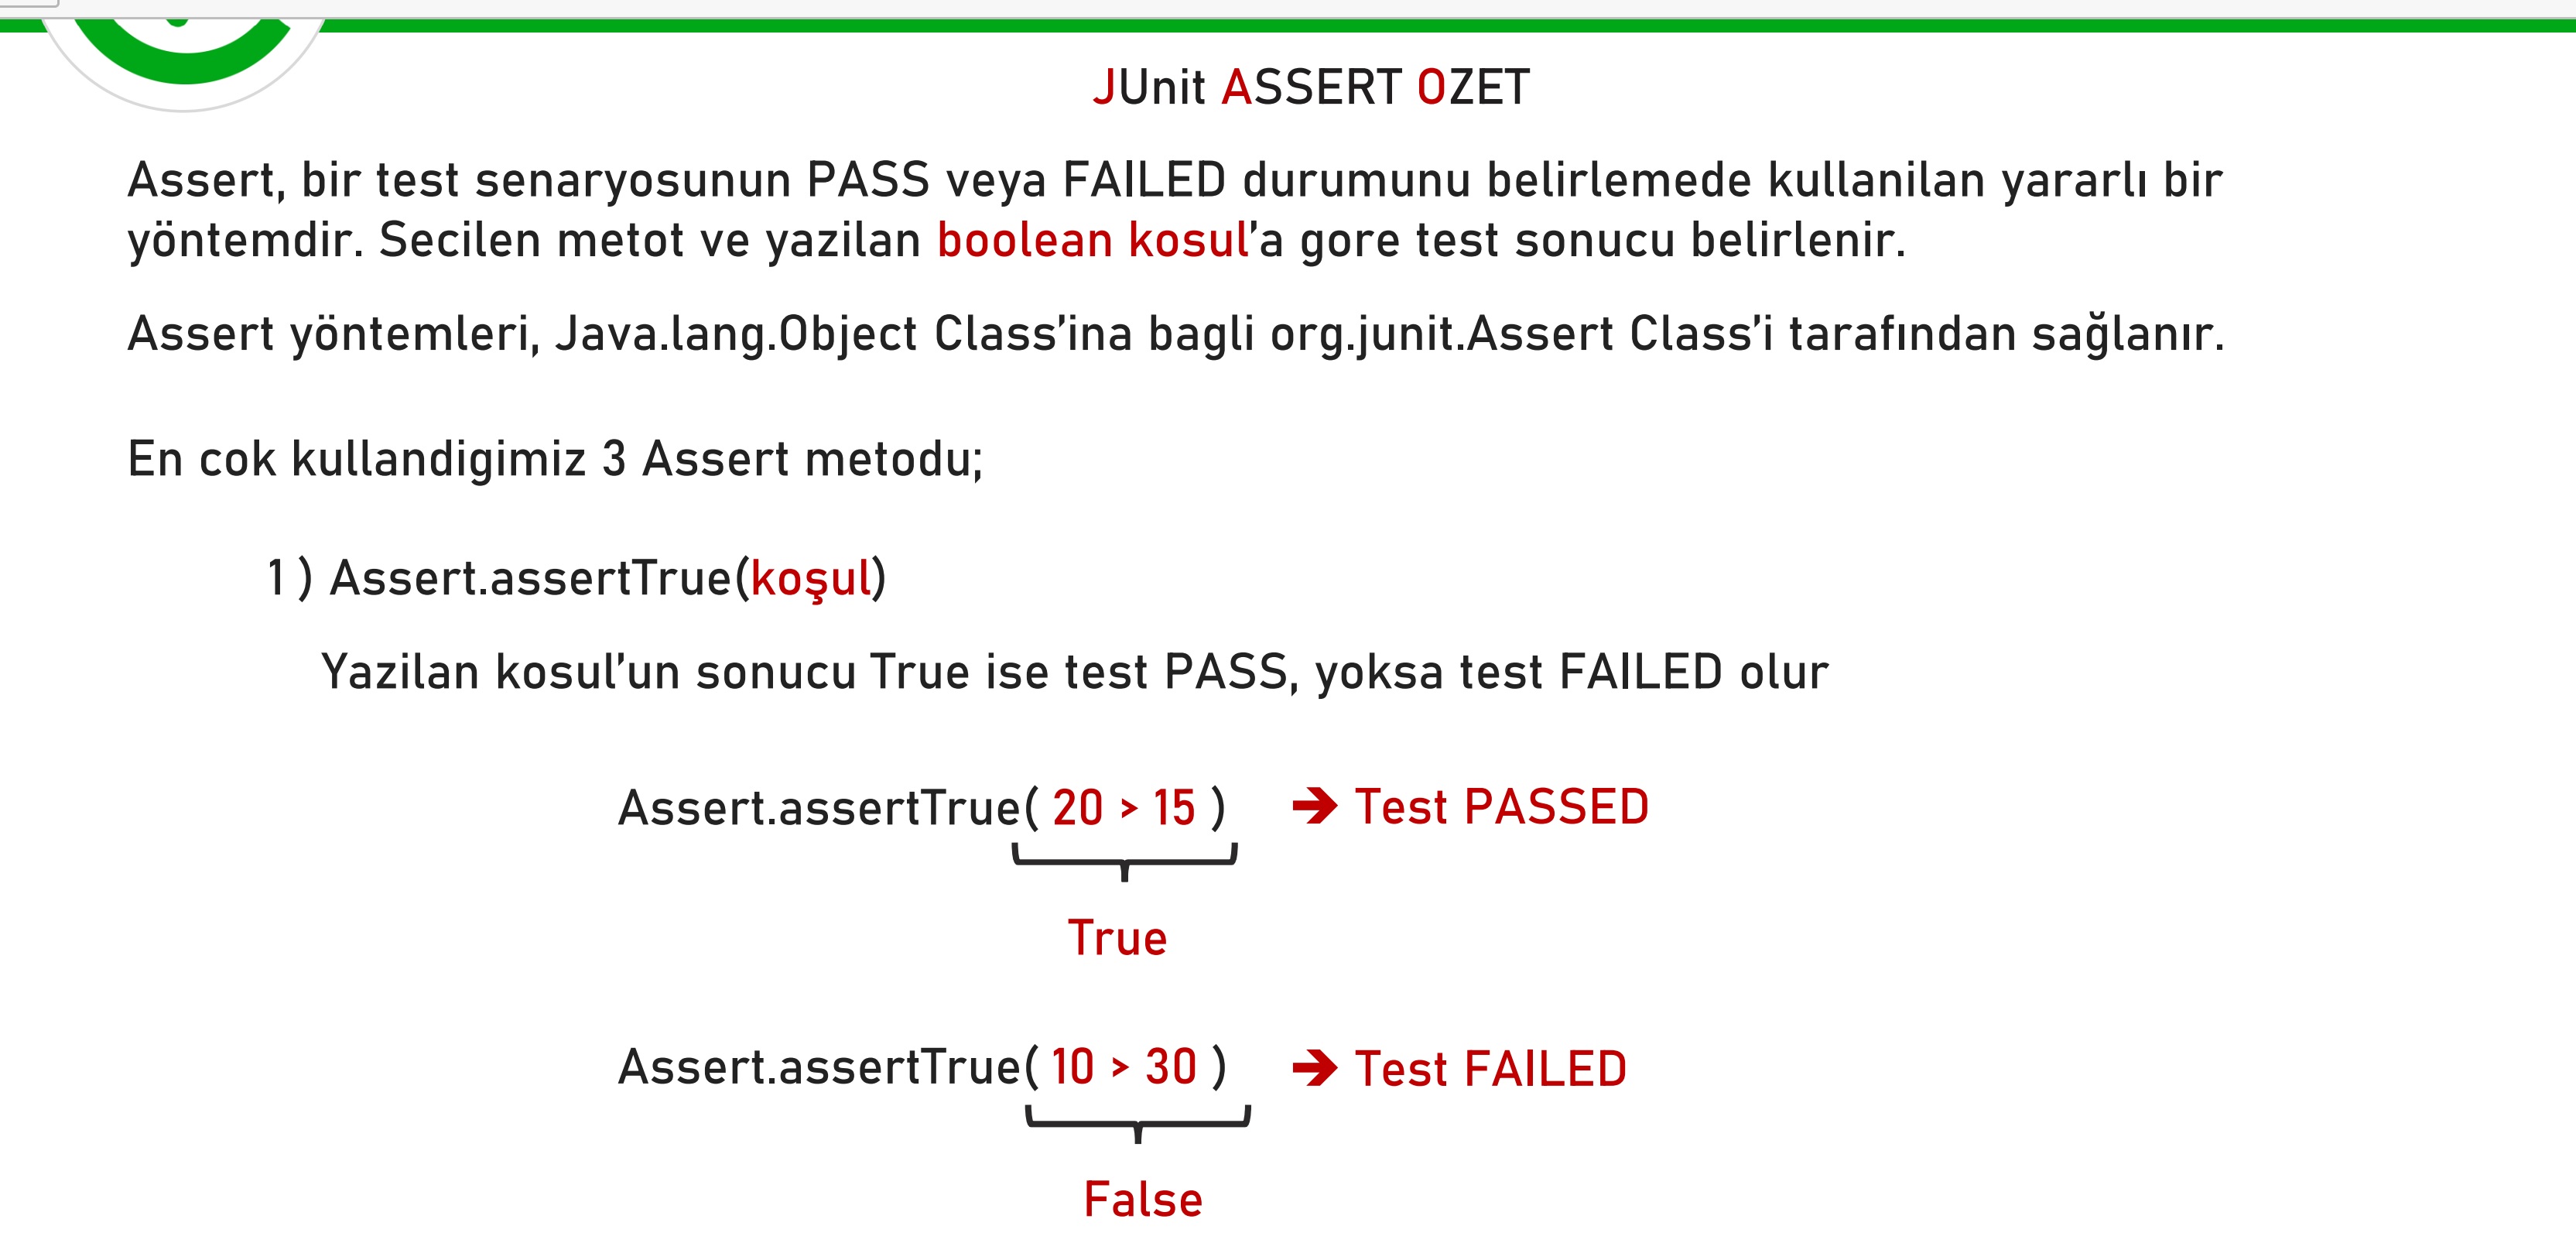 JUnit ASSERT OZET
Assert, bir test senaryosunun PASS veya FAILED durumunu belirlemede kullanilan yararlı bir
yöntemdir. Secilen metot ve yazilan boolean kosul'a gore test sonucu belirlenir.
Assert yöntemleri, Java.lang.Object Class'ina bagli org.junit.Assert Class'i tarafından sağlanır.
En cok kullandigimiz 3 Assert metodu;
1 ) Assert.assertTrue(koşul)
Yazilan kosul'un sonucu True ise test PASS, yoksa test FAILED olur
Assert.assertTrue( 20 > 15 ) ➔ Test PASSED
True
Assert.assertTrue( 10 > 30 ) ➔ Test FAILED
False